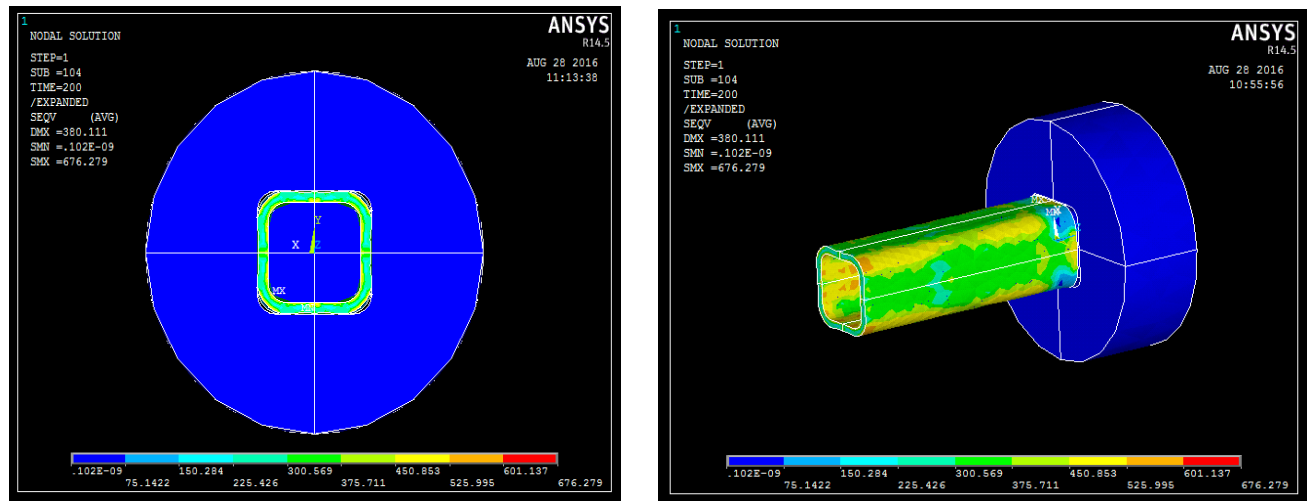 1
ANSYS
R14.5
NODAL SOLUTION
STEP=1
SUB =104
TIME=200
/EXPANDED
SEQV     (AVG)
DMX =380.111
SMN =.102E-09
SMX =676.279
AUG 28 2016
11:13:38
Y
X Z
MX
MN
.102E-09 150.284 300.569 450.853 601.137
75.1422 225.426 375.711 525.995 676.279
1
ANSYS
R14.5
NODAL SOLUTION
STEP=1
SUB =104
TIME=200
/EXPANDED
SEQV     (AVG)
DMX =380.111
SMN =.102E-09
SMX =676.279
AUG 28 2016
10:55:56
MX
.102E-09 150.284 300.569 450.853 601.137
75.1422 225.426 375.711 525.995 676.279